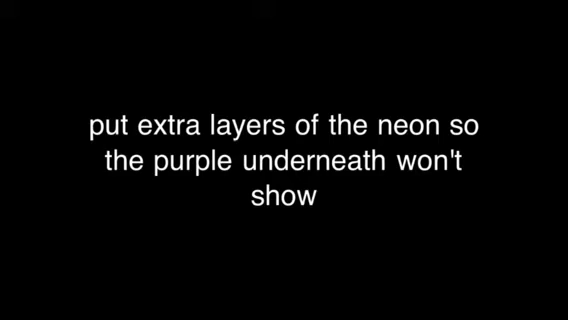 put extra layers of the neon so
the purple underneath won't
show